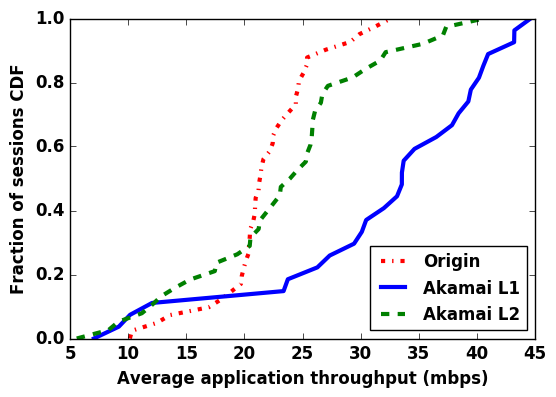 1.0
0.8
0.6
0.4
0.2
0.0
Fraction of sessions CDF
Origin
Akamai L1
Akamai L2
5 10 15 20 25 30 35 40 45
Average application throughput (mbps)